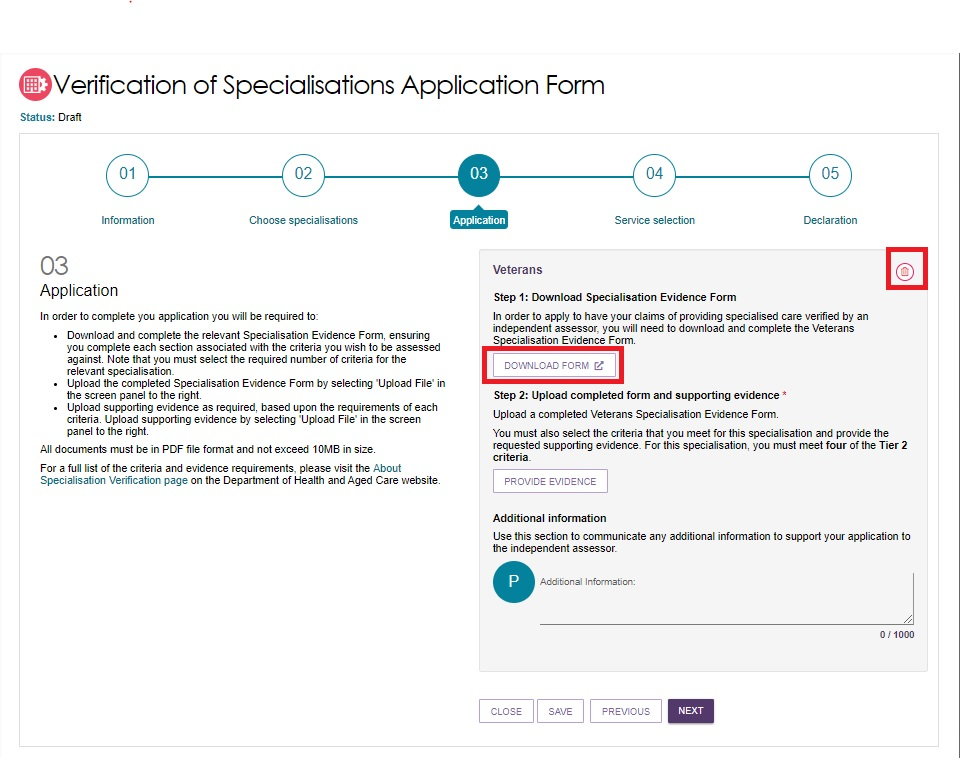 Verification of Specialisations Application Form
Status: Draft
01
02
03
04
05
Information
Choose specialisations
Application
Service selection
Declaration
03
Application
In order to complete you application you will be required to:
• Download and complete the relevant Specialisation Evidence Form, ensuring
you complete each section associated with the criteria you wish to be assessed
against. Note that you must select the required number of criteria for the
relevant specialisation.
• Upload the completed Specialisation Evidence Form by selecting 'Upload File' in
the screen panel to the right.
• Upload supporting evidence as required, based upon the requirements of each
criteria. Upload supporting evidence by selecting 'Upload File' in the screen
panel to the right.
All documents must be in PDF file format and not exceed 10MB in size.
For a full list of the criteria and evidence requirements, please visit the About
Specialisation Verification page on the Department of Health and Aged Care website.
Veterans
Step 1: Download Specialisation Evidence Form
In order to apply to have your claims of providing specialised care verified by an
independent assessor, you will need to download and complete the Veterans
Specialisation Evidence Form.
DOWNLOAD FORM
Step 2: Upload completed form and supporting evidence *
Upload a completed Veterans Specialisation Evidence Form.
You must also select the criteria that you meet for this specialisation and provide the
requested supporting evidence. For this specialisation, you must meet four of the Tier 2
criteria.
PROVIDE EVIDENCE
Additional information
Use this section to communicate any additional information to support your application to
the independent assessor.
P
Additional Information:
0 / 1000
CLOSE
SAVE
PREVIOUS
NEXT